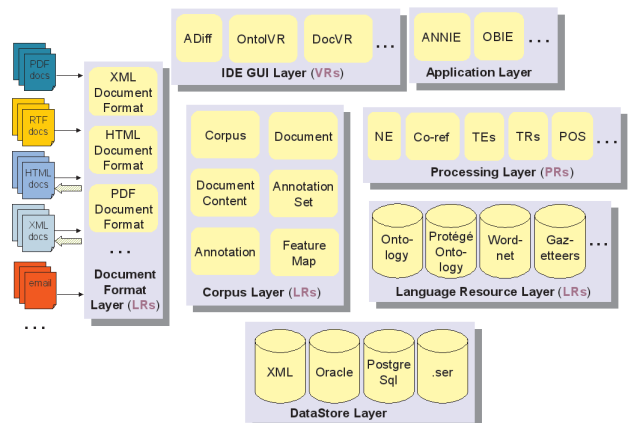 PDF
docs
RTF
docs
HTML
docs
XML
docs
email
...
XML
Document
Format
HTML
Document
Format
PDF
Document
Format
...
Document
Format
Layer (LRs)
ADiff
OntolVR
DocVR
...
IDE GUI Layer (VRs)
ANNIE
OBIE
...
Application Layer
Corpus
Document
Document
Content
Annotation
Set
Annotation
Feature
Map
Corpus Layer (LRs)
NE
Co-ref
TEs
TRs
POS
...
Processing Layer (PRs)
Onto-
logy
Protégé
Onto-
logy
Word-
net
Gaz-
etteers
...
Language Resource Layer (LRs)
XML
Oracle
Postgre
Sql
.ser
DataStore Layer